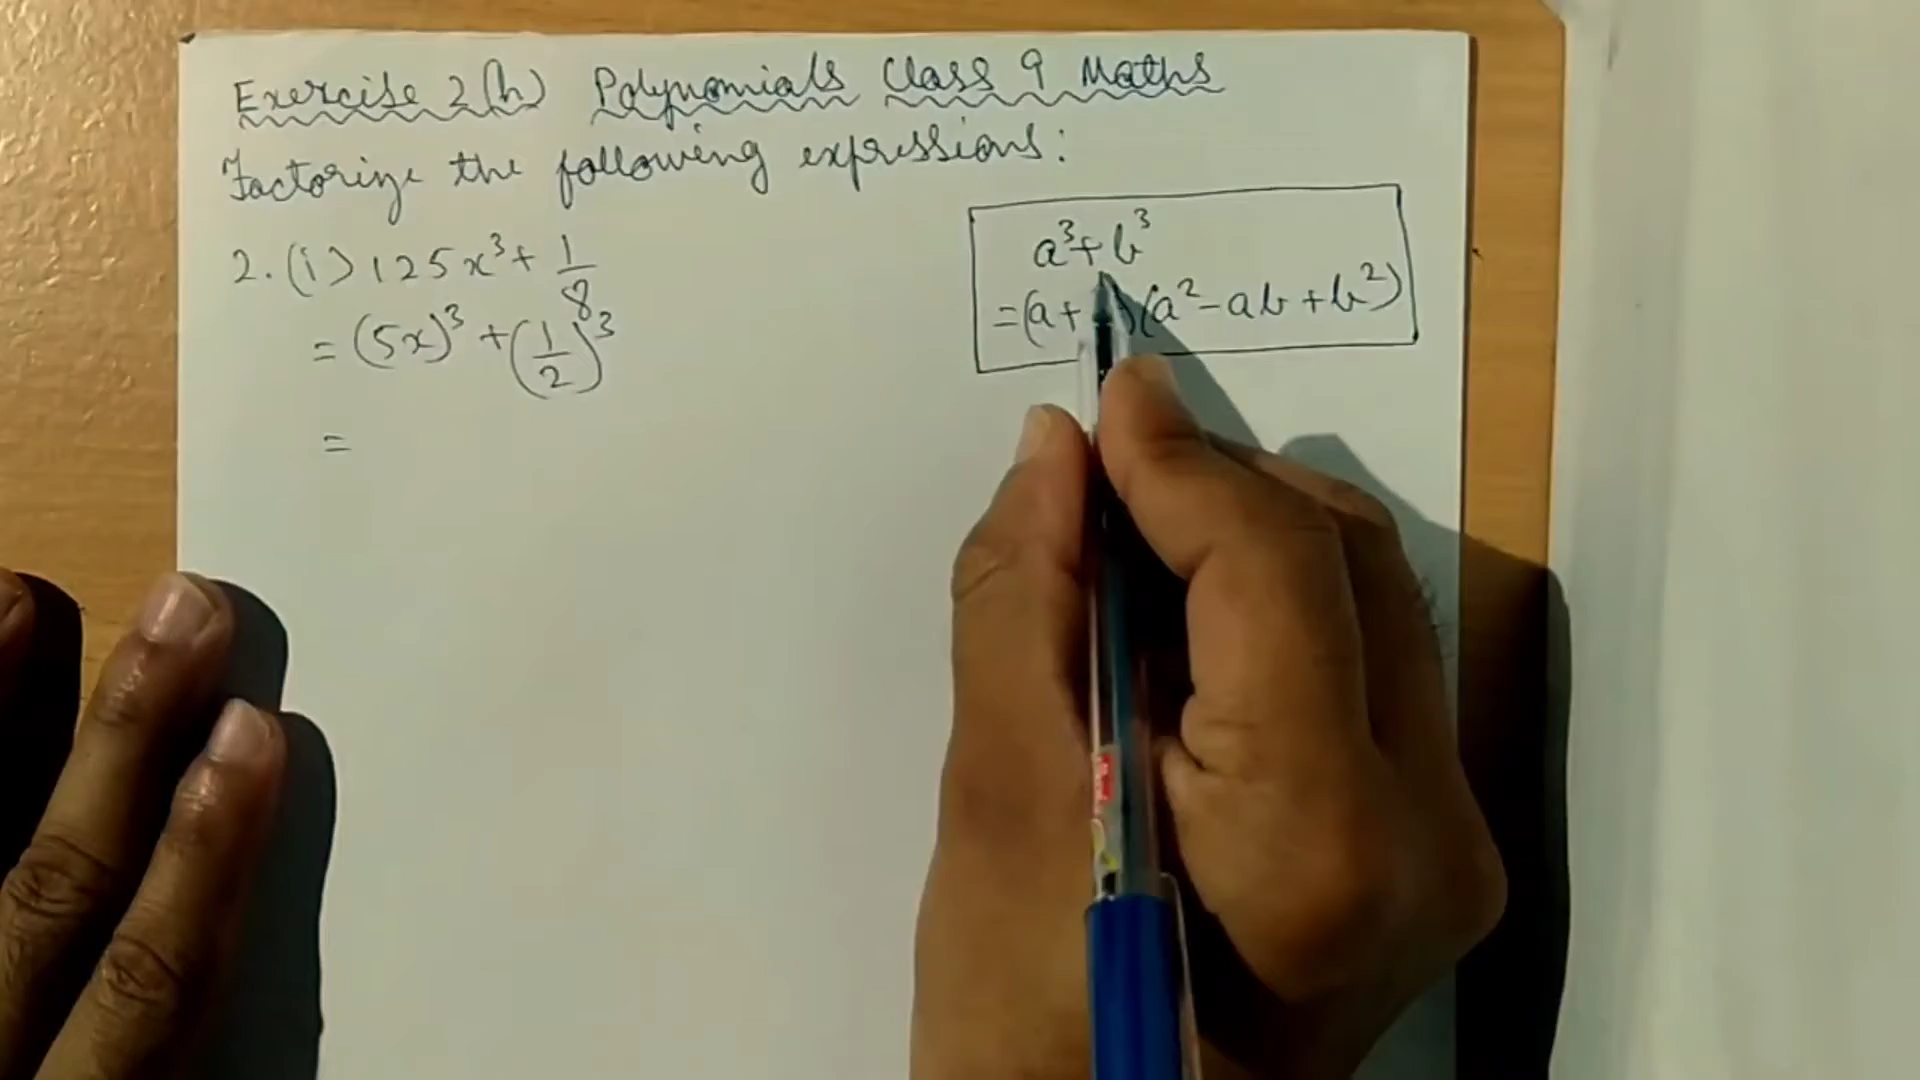 Exercise 2(h) Polynomials Class 9 Maths
Factorize the following expressions:
2. (i) 125x³ + 1/8
= (5x)³ + (1/2)³
=
a³+b³
=(a+ )(a²-ab+b²)